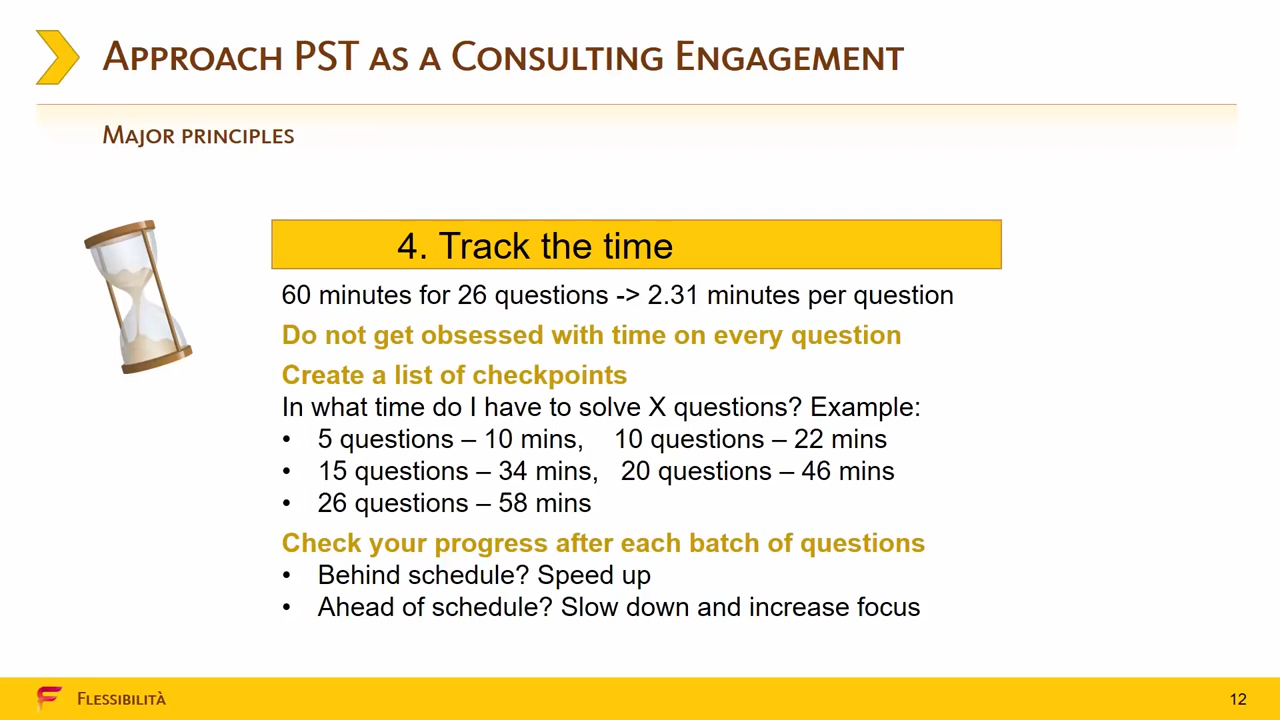 Approach PST as a Consulting Engagement
Major principles
4. Track the time
60 minutes for 26 questions -> 2.31 minutes per question
Do not get obsessed with time on every question
Create a list of checkpoints
In what time do I have to solve X questions? Example:
• 5 questions – 10 mins, 10 questions – 22 mins
• 15 questions – 34 mins, 20 questions – 46 mins
• 26 questions – 58 mins
Check your progress after each batch of questions
• Behind schedule? Speed up
• Ahead of schedule? Slow down and increase focus
Flessibilità
12